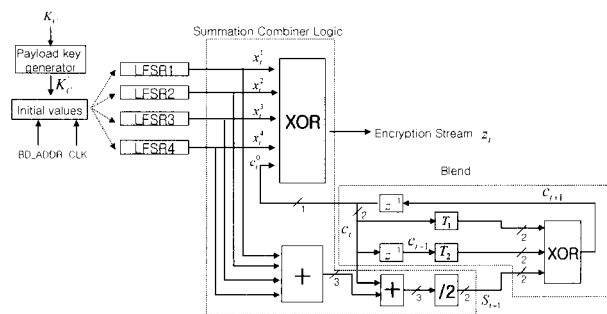 Summation Combiner Logic
K_C
Payload key
generator
K'_C
Initial values
BD_ADDR CLK
LFSR1
LFSR2
LFSR3
LFSR4
x_t^1
x_t^2
x_t^3
x_t^4
c_t^0
XOR
Encryption Stream z_t
Blend
1
2
c_t
z^-1
c_{t+1}
T_1
2
z^-1
c_{t-1}
T_2
2
2
XOR
+
3
+
3
/2
2
S_{t+1}